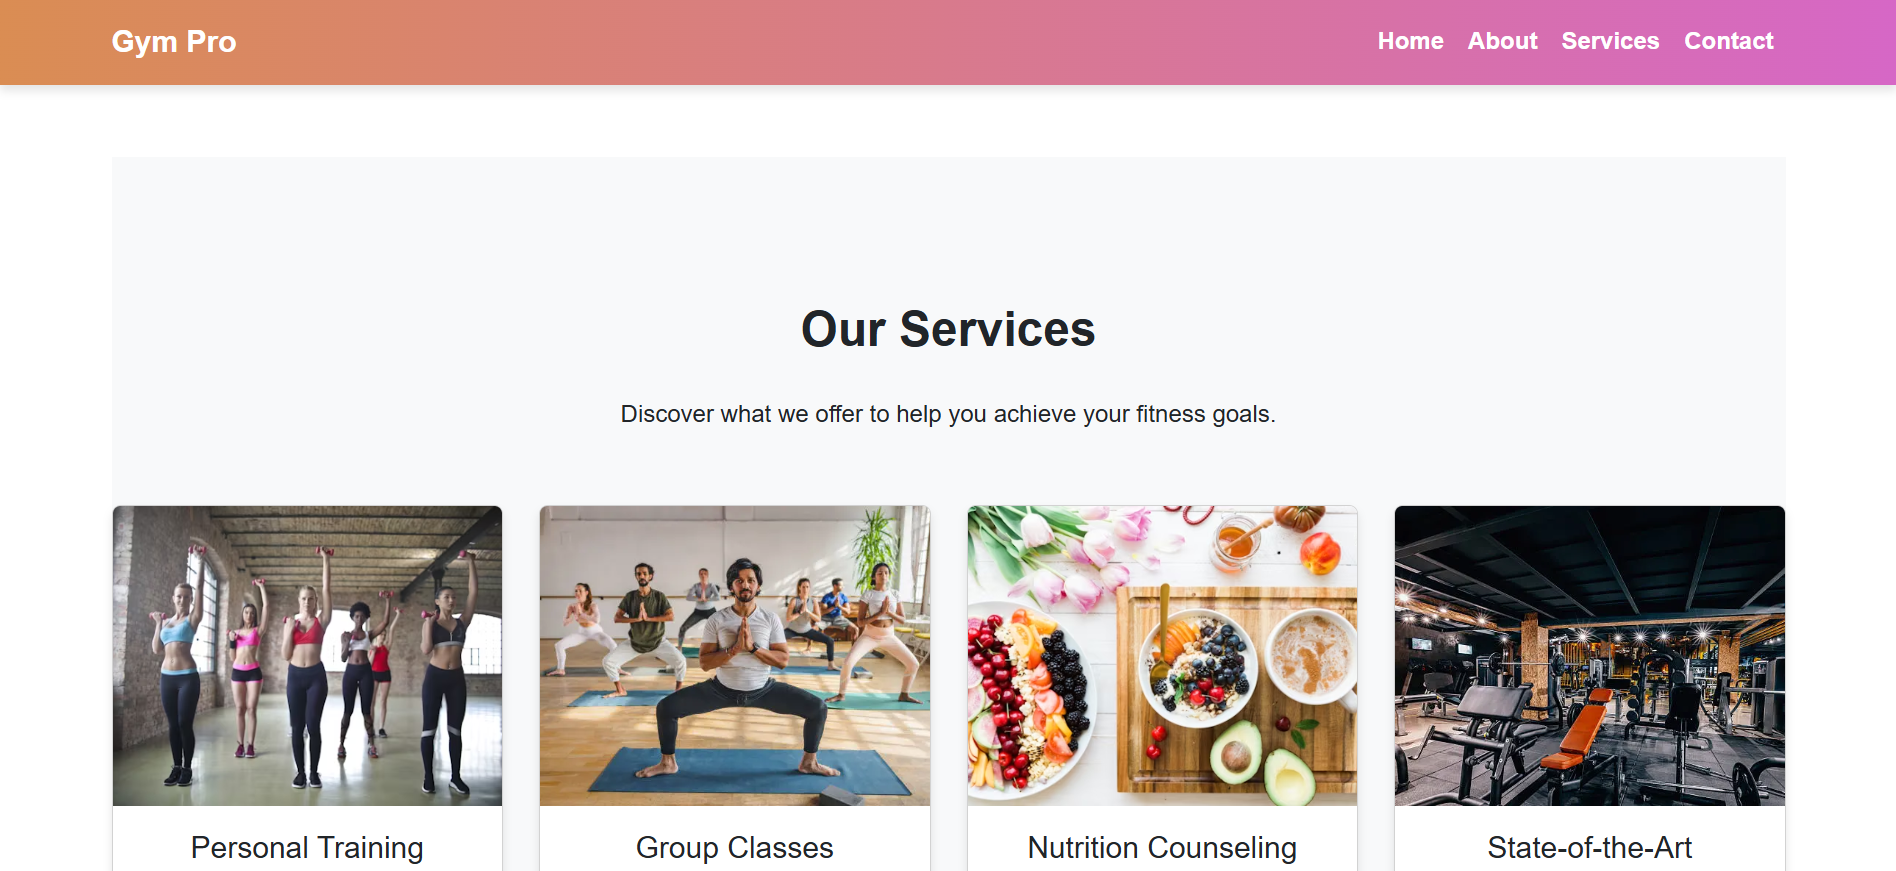 Gym Pro
Home About Services Contact
Our Services
Discover what we offer to help you achieve your fitness goals.
Personal Training
Group Classes
Nutrition Counseling
State-of-the-Art